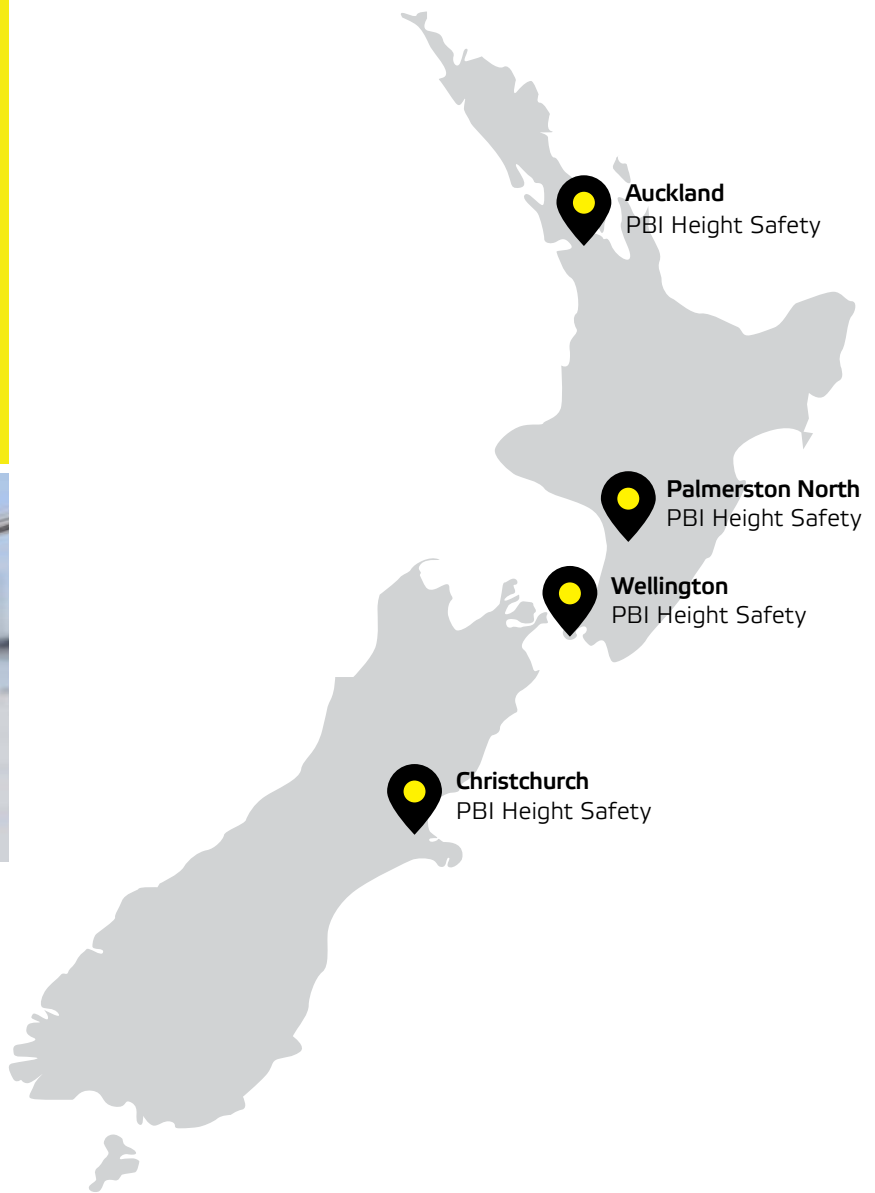 Auckland
PBI Height Safety
Palmerston North
PBI Height Safety
Wellington
PBI Height Safety
Christchurch
PBI Height Safety